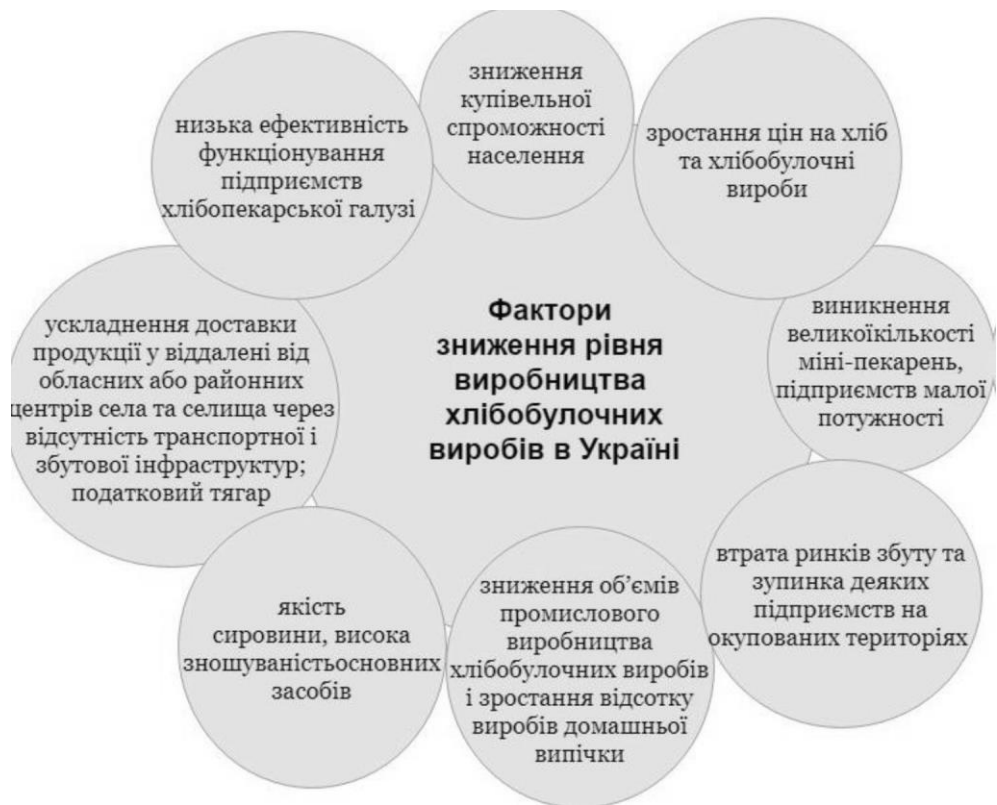 зниження
купівельної
спроможності
населення
зростання цін на хліб
та хлібобулочні
вироби
виникнення
великоїкількості
міні-пекарень,
підприємств малої
потужності
втрата ринків збуту та
зупинка деяких
підприємств на
окупованих територіях
зниження об’ємів
промислового
виробництва
хлібобулочних виробів
і зростання відсотку
виробів домашньої
випічки
якість
сировини, висока
зношуваністьосновних
засобів
ускладнення доставки
продукції у віддалені від
обласних або районних
центрів села та селища через
відсутність транспортної і
збутової інфраструктур;
податковий тягар
низька ефективність
функціонування
підприємств
хлібопекарської галузі
Фактори
зниження рівня
виробництва
хлібобулочних
виробів в Україні